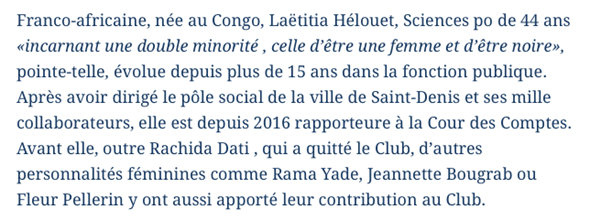 Franco-africaine, née au Congo, Laëtitia Hélouet, Sciences po de 44 ans
«incarnant une double minorité , celle d’être une femme et d’être noire»,
pointe-telle, évolue depuis plus de 15 ans dans la fonction publique.
Après avoir dirigé le pôle social de la ville de Saint-Denis et ses mille
collaborateurs, elle est depuis 2016 rapporteure à la Cour des Comptes.
Avant elle, outre Rachida Dati , qui a quitté le Club, d’autres
personnalités féminines comme Rama Yade, Jeannette Bougrab ou
Fleur Pellerin y ont aussi apporté leur contribution au Club.